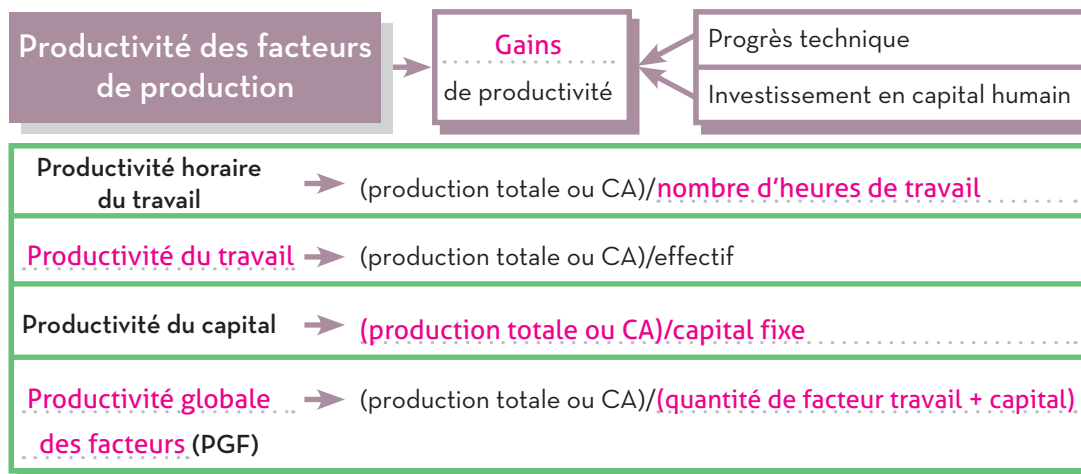 Productivité des facteurs
de production
Gains
de productivité
Progrès technique
Investissement en capital humain
Productivité horaire
du travail
(production totale ou CA)/nombre d'heures de travail
Productivité du travail
(production totale ou CA)/effectif
Productivité du capital
(production totale ou CA)/capital fixe
Productivité globale
des facteurs (PGF)
(production totale ou CA)/(quantité de facteur travail + capital)